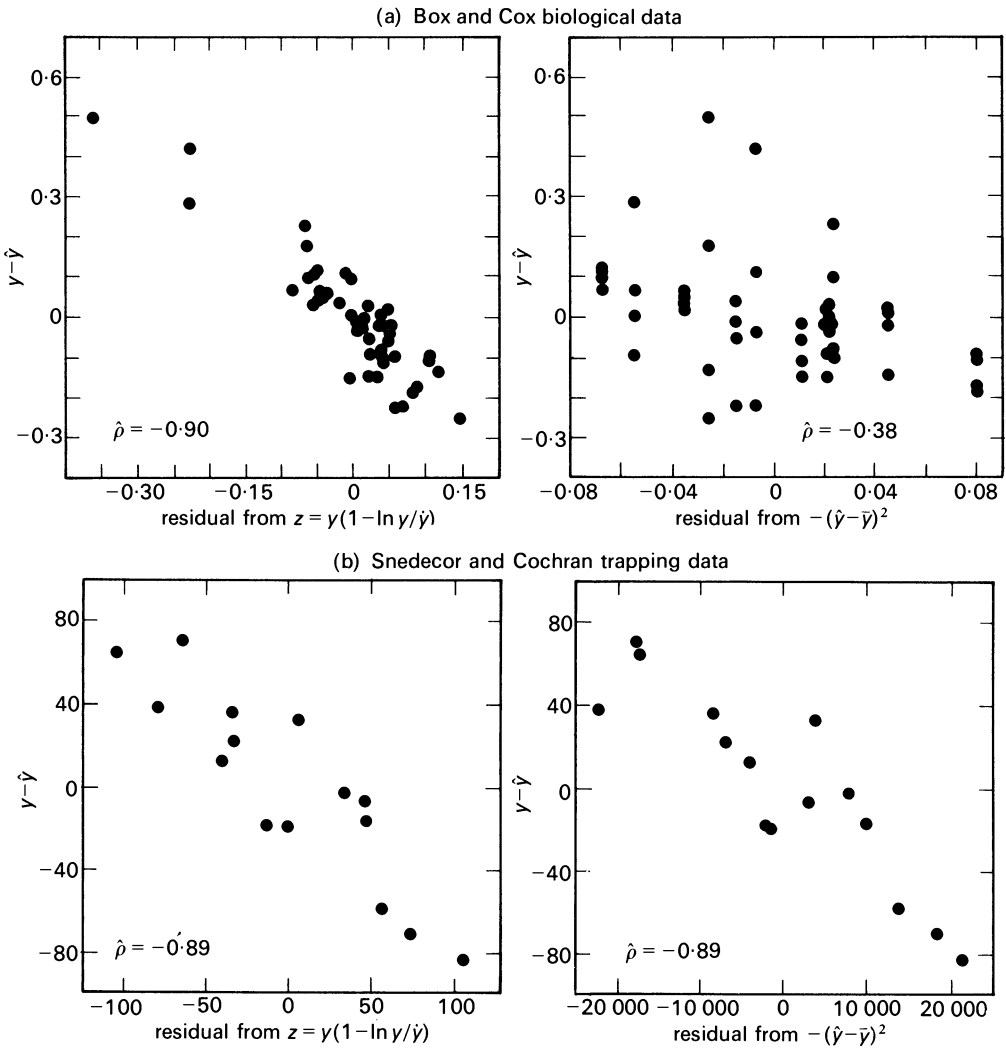 (a) Box and Cox biological data
0·6
0·3
0
−0·3
y−ŷ
ρ̂ = −0·90
−0·30 −0·15 0 0·15
residual from z = y(1−ln y/ẏ)
0·6
0·3
0
−0·3
y−ŷ
ρ̂ = −0·38
−0·08 −0·04 0 0·04 0·08
residual from −(ŷ−ȳ)²
(b) Snedecor and Cochran trapping data
80
40
0
−40
−80
y−ŷ
ρ̂ = −0·89
−100 −50 0 50 100
residual from z = y(1−ln y/ẏ)
80
40
0
−40
−80
y−ŷ
ρ̂ = −0·89
−20 000 −10 000 0 10 000 20 000
residual from −(ŷ−ȳ)²